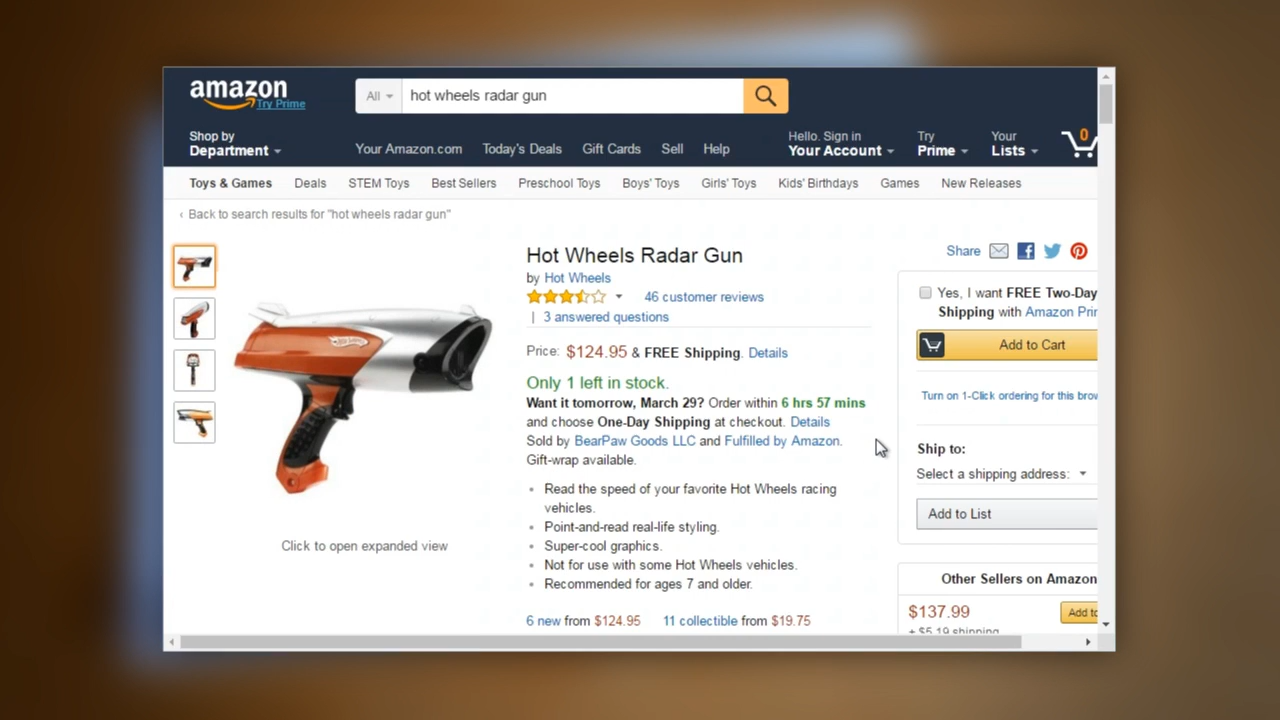 amazon
Try Prime
All
hot wheels radar gun
Shop by
Department
Your Amazon.com
Today's Deals
Gift Cards
Sell
Help
Hello. Sign in
Your Account
Try
Prime
Your
Lists
0
Toys & Games
Deals
STEM Toys
Best Sellers
Preschool Toys
Boys' Toys
Girls' Toys
Kids' Birthdays
Games
New Releases
‹ Back to search results for "hot wheels radar gun"
Hot Wheels Radar Gun
by Hot Wheels
46 customer reviews
| 3 answered questions
Price: $124.95 & FREE Shipping. Details
Only 1 left in stock.
Want it tomorrow, March 29? Order within 6 hrs 57 mins
and choose One-Day Shipping at checkout. Details
Sold by BearPaw Goods LLC and Fulfilled by Amazon.
Gift-wrap available.
Read the speed of your favorite Hot Wheels racing
vehicles.
Point-and-read real-life styling.
Super-cool graphics.
Not for use with some Hot Wheels vehicles.
Recommended for ages 7 and older.
6 new from $124.95 11 collectible from $19.75
Click to open expanded view
Share
Yes, I want FREE Two-Day
Shipping with Amazon Pri
Add to Cart
Turn on 1-Click ordering for this brow
Ship to:
Select a shipping address:
Add to List
Other Sellers on Amazon
$137.99
Add to
+ $5.19 shipping